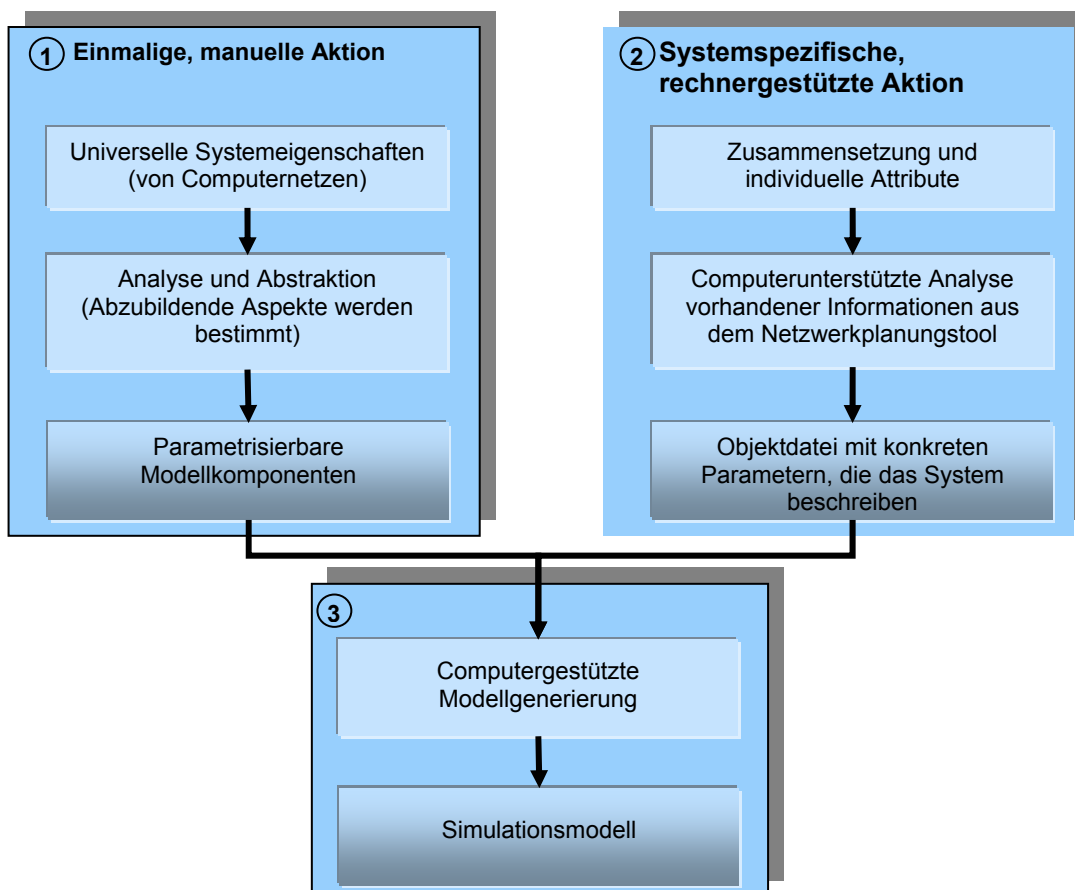 1 Einmalige, manuelle Aktion
Universelle Systemeigenschaften
(von Computernetzen)
Analyse und Abstraktion
(Abzubildende Aspekte werden
bestimmt)
Parametrisierbare
Modellkomponenten
2 Systemspezifische,
rechnergestützte Aktion
Zusammensetzung und
individuelle Attribute
Computerunterstützte Analyse
vorhandener Informationen aus
dem Netzwerkplanungstool
Objektdatei mit konkreten
Parametern, die das System
beschreiben
3
Computergestützte
Modellgenerierung
Simulationsmodell